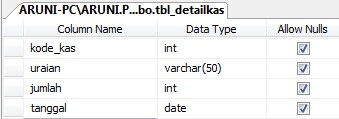 ARUNI-PC\ARUNI.P...bo.tbl_detailkas
Column Name Data Type Allow Nulls
kode_kas int
uraian varchar(50)
jumlah int
tanggal date